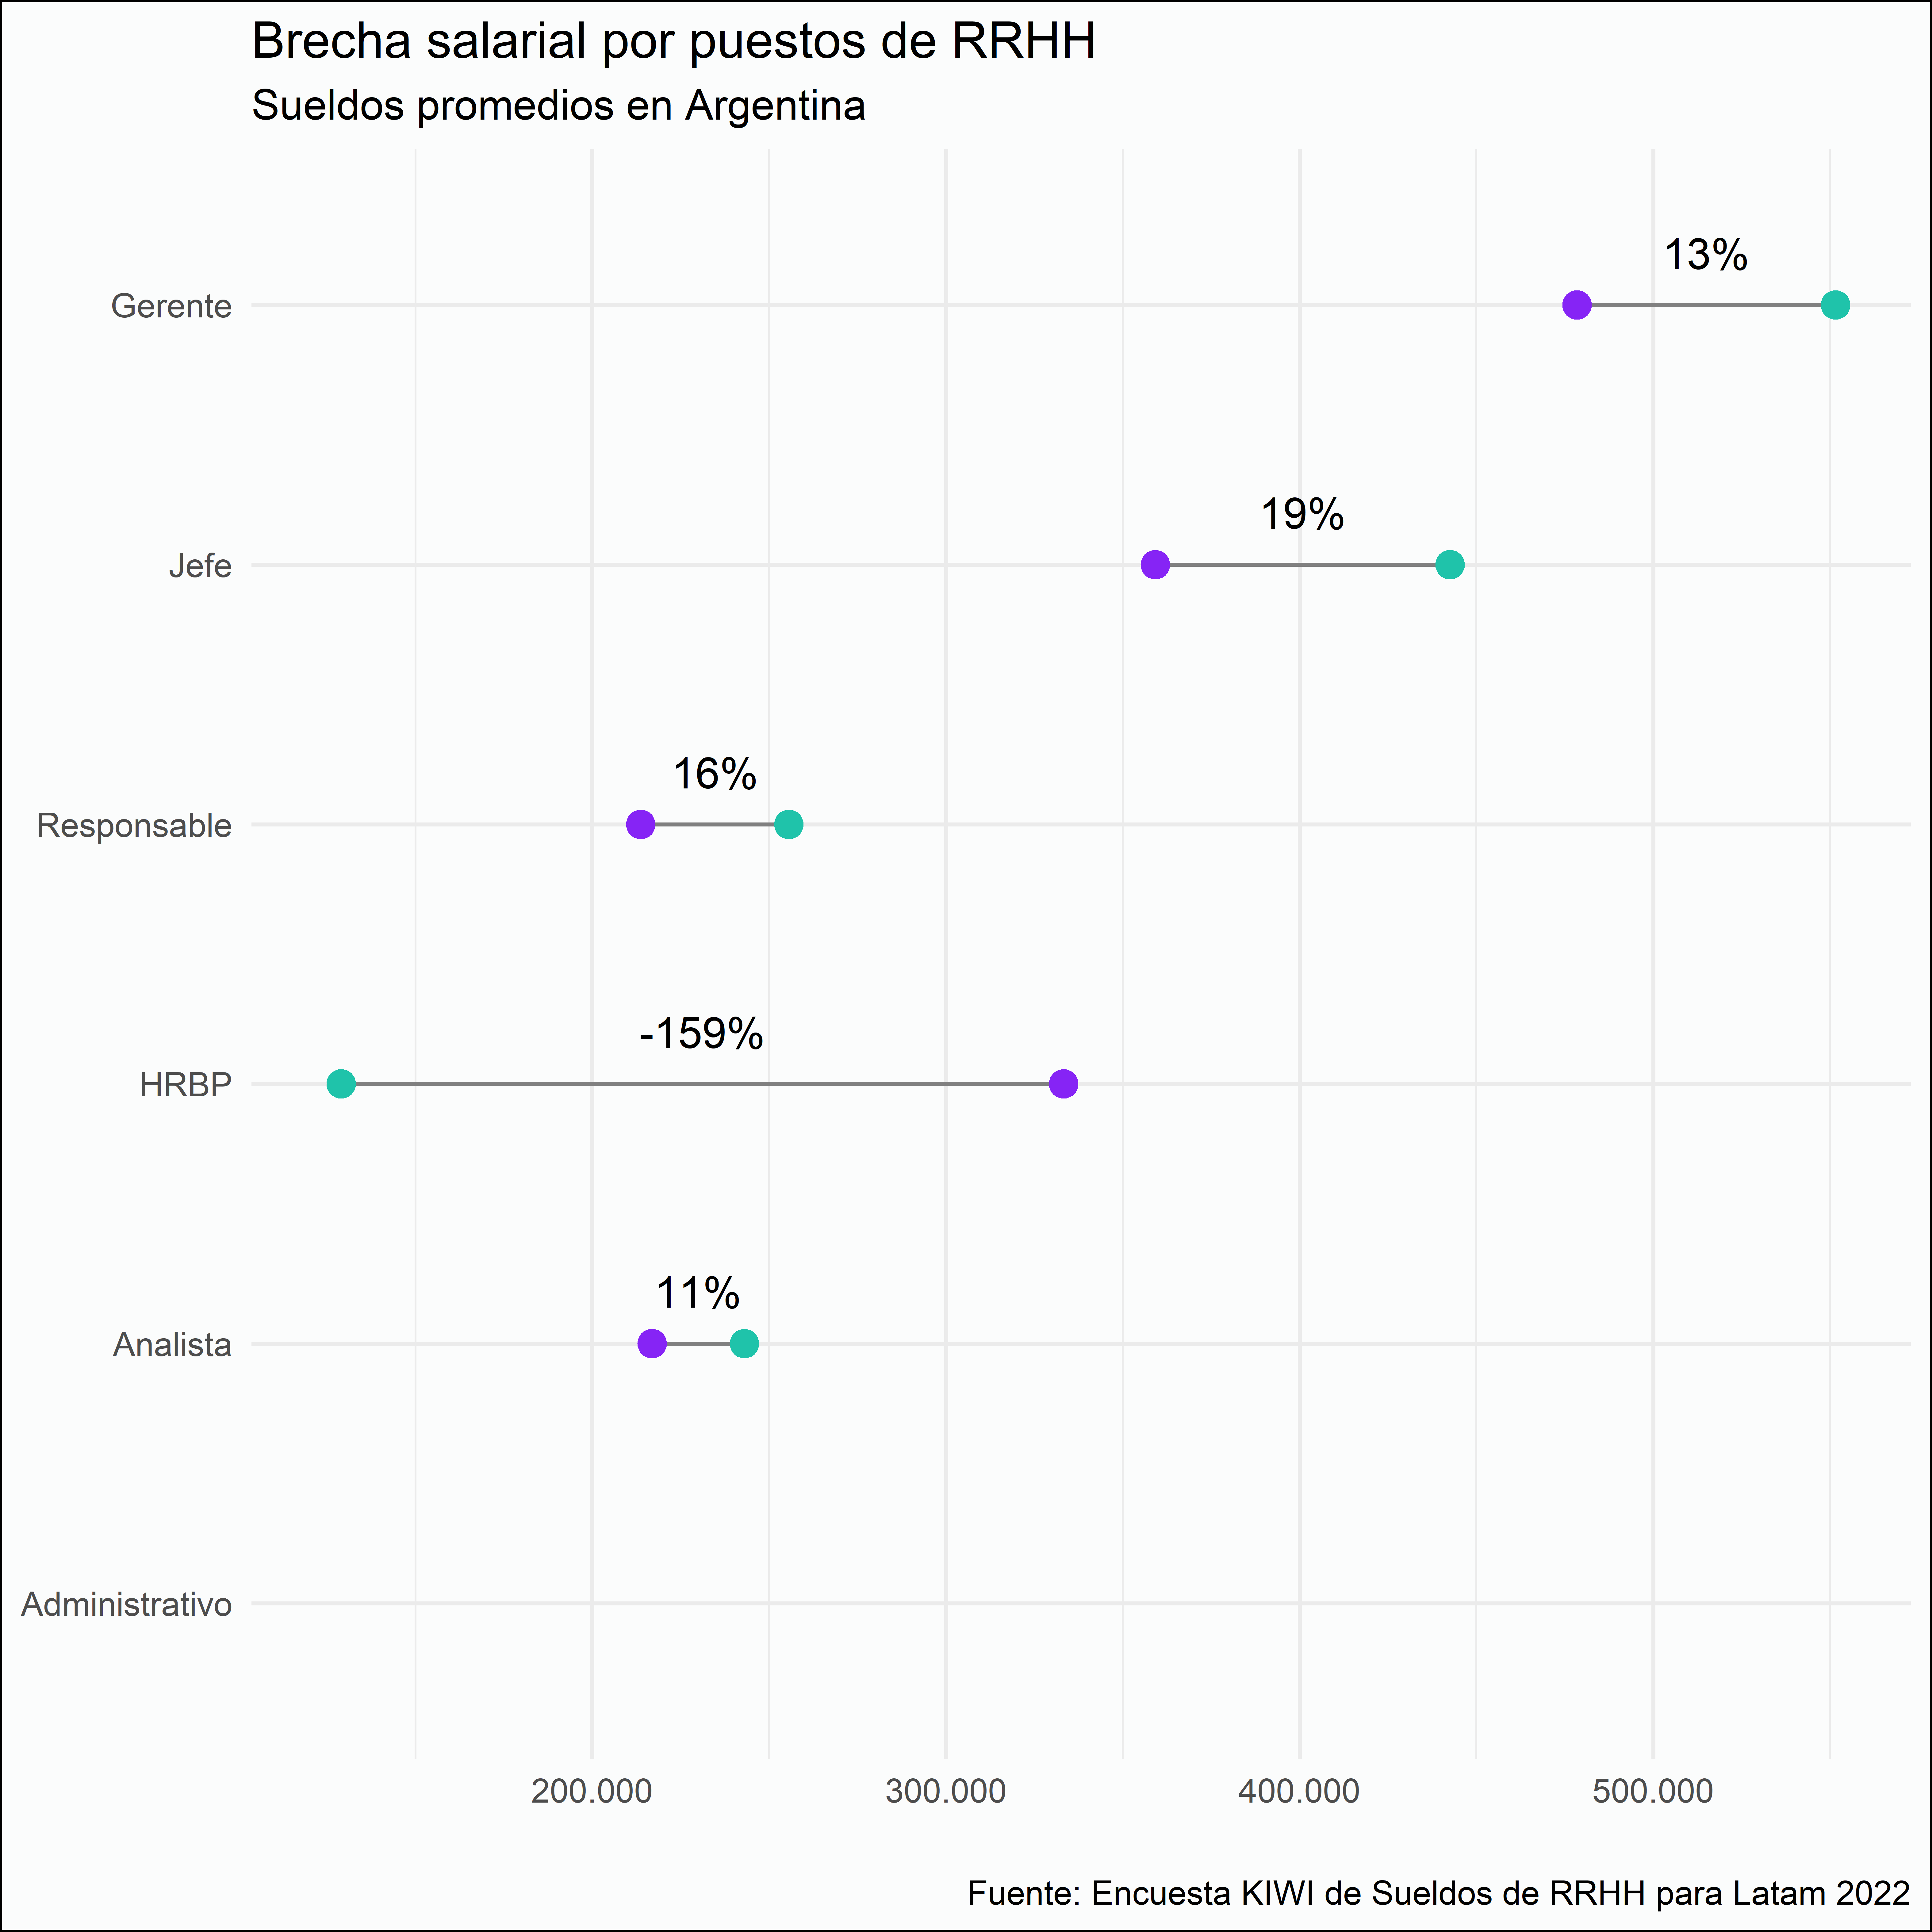 Brecha salarial por puestos de RRHH
Sueldos promedios en Argentina
13%
Gerente
19%
Jefe
16%
Responsable
-159%
HRBP
11%
Analista
Administrativo
200.000 300.000 400.000 500.000
Fuente: Encuesta KIWI de Sueldos de RRHH para Latam 2022